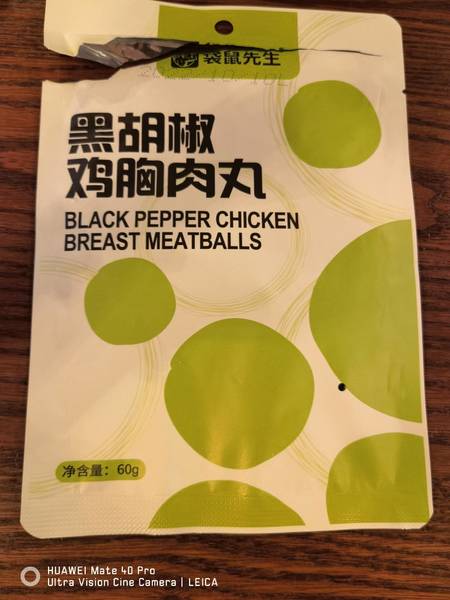 袋鼠先生
黑胡椒
鸡胸肉丸
BLACK PEPPER CHICKEN
BREAST MEATBALLS
净含量：60g
HUAWEI Mate 40 Pro
Ultra Vision Cine Camera | LEICA